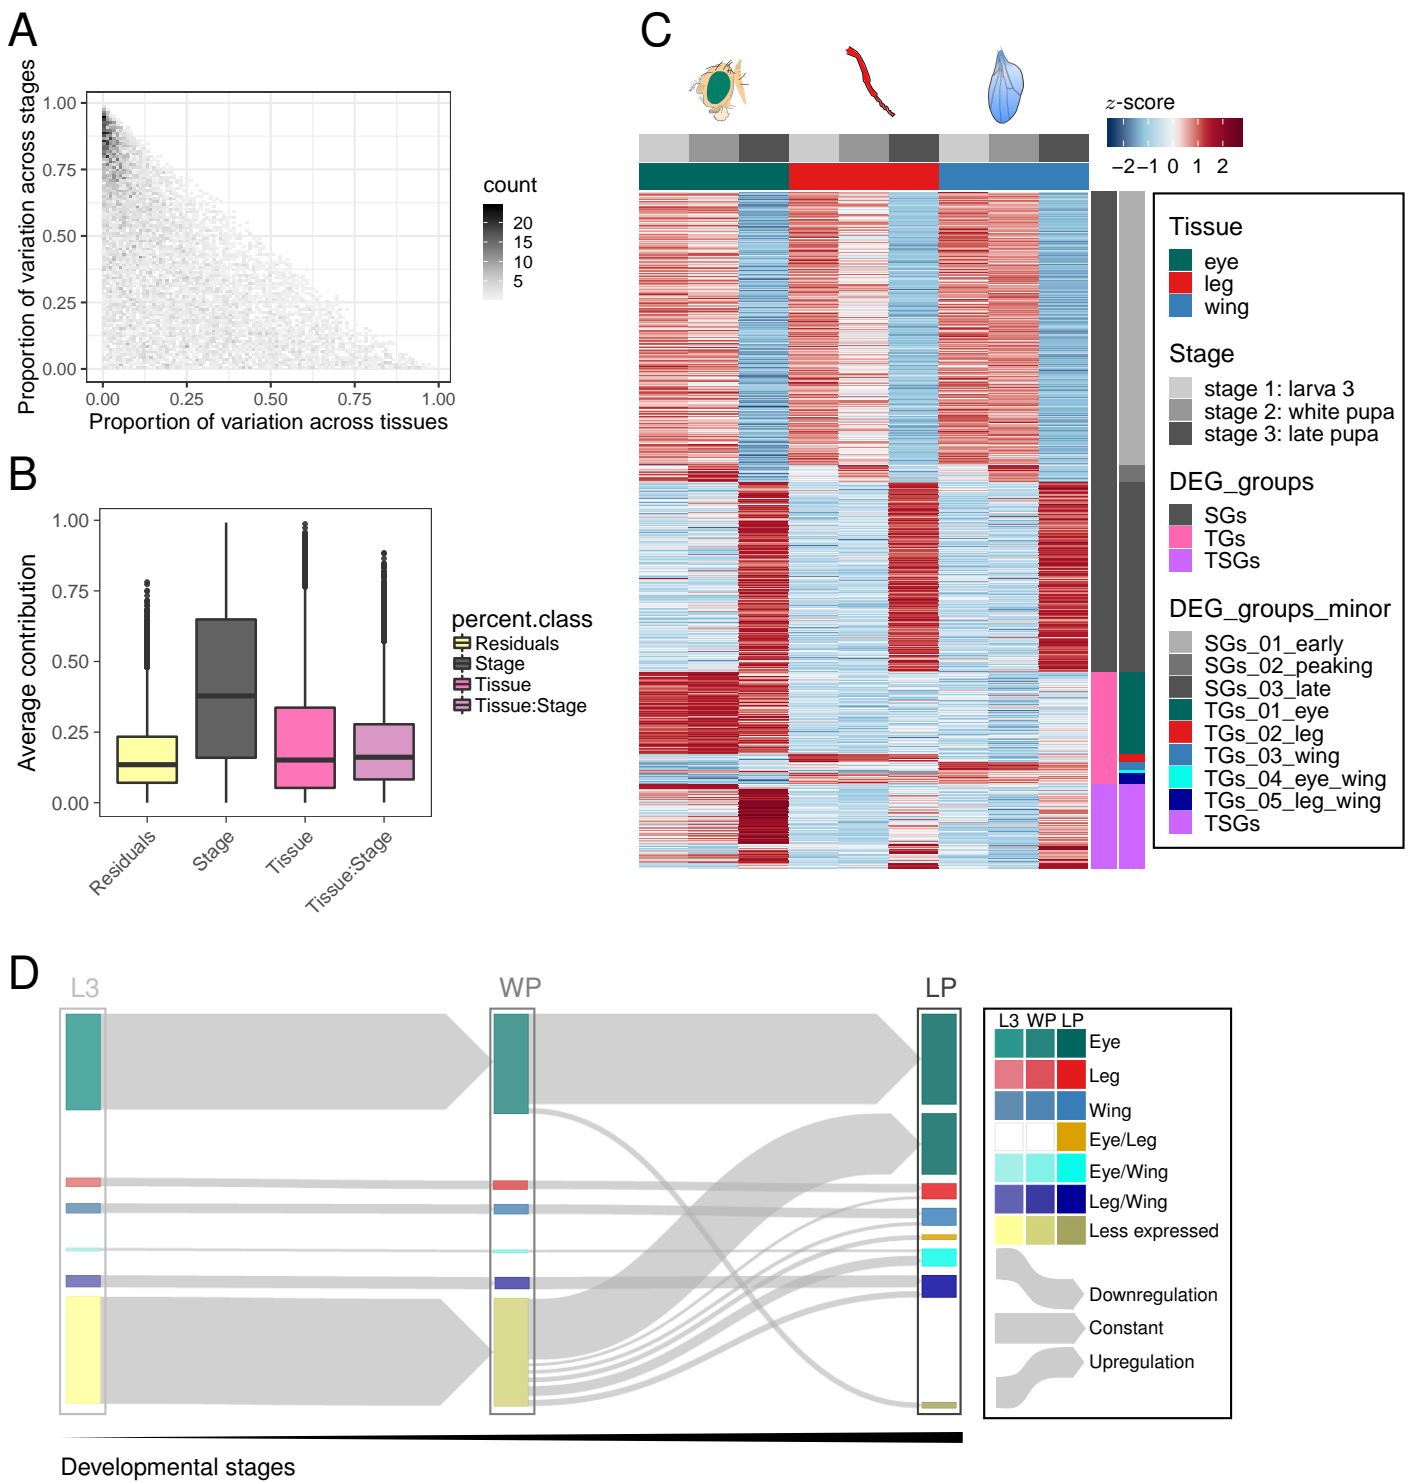 A
Proportion of variation across stages
1.00
0.75
0.50
0.25
0.00
0.00 0.25 0.50 0.75 1.00
Proportion of variation across tissues
count
20
15
10
5
B
Average contribution
1.00
0.75
0.50
0.25
0.00
Residuals
Stage
Tissue
Tissue:Stage
percent.class
Residuals
Stage
Tissue
Tissue:Stage
C
z-score
−2 −1 0 1 2
Tissue
eye
leg
wing
Stage
stage 1: larva 3
stage 2: white pupa
stage 3: late pupa
DEG_groups
SGs
TGs
TSGs
DEG_groups_minor
SGs_01_early
SGs_02_peaking
SGs_03_late
TGs_01_eye
TGs_02_leg
TGs_03_wing
TGs_04_eye_wing
TGs_05_leg_wing
TSGs
D
L3 WP LP
L3 WP LP
Eye
Leg
Wing
Eye/Leg
Eye/Wing
Leg/Wing
Less expressed
Downregulation
Constant
Upregulation
Developmental stages